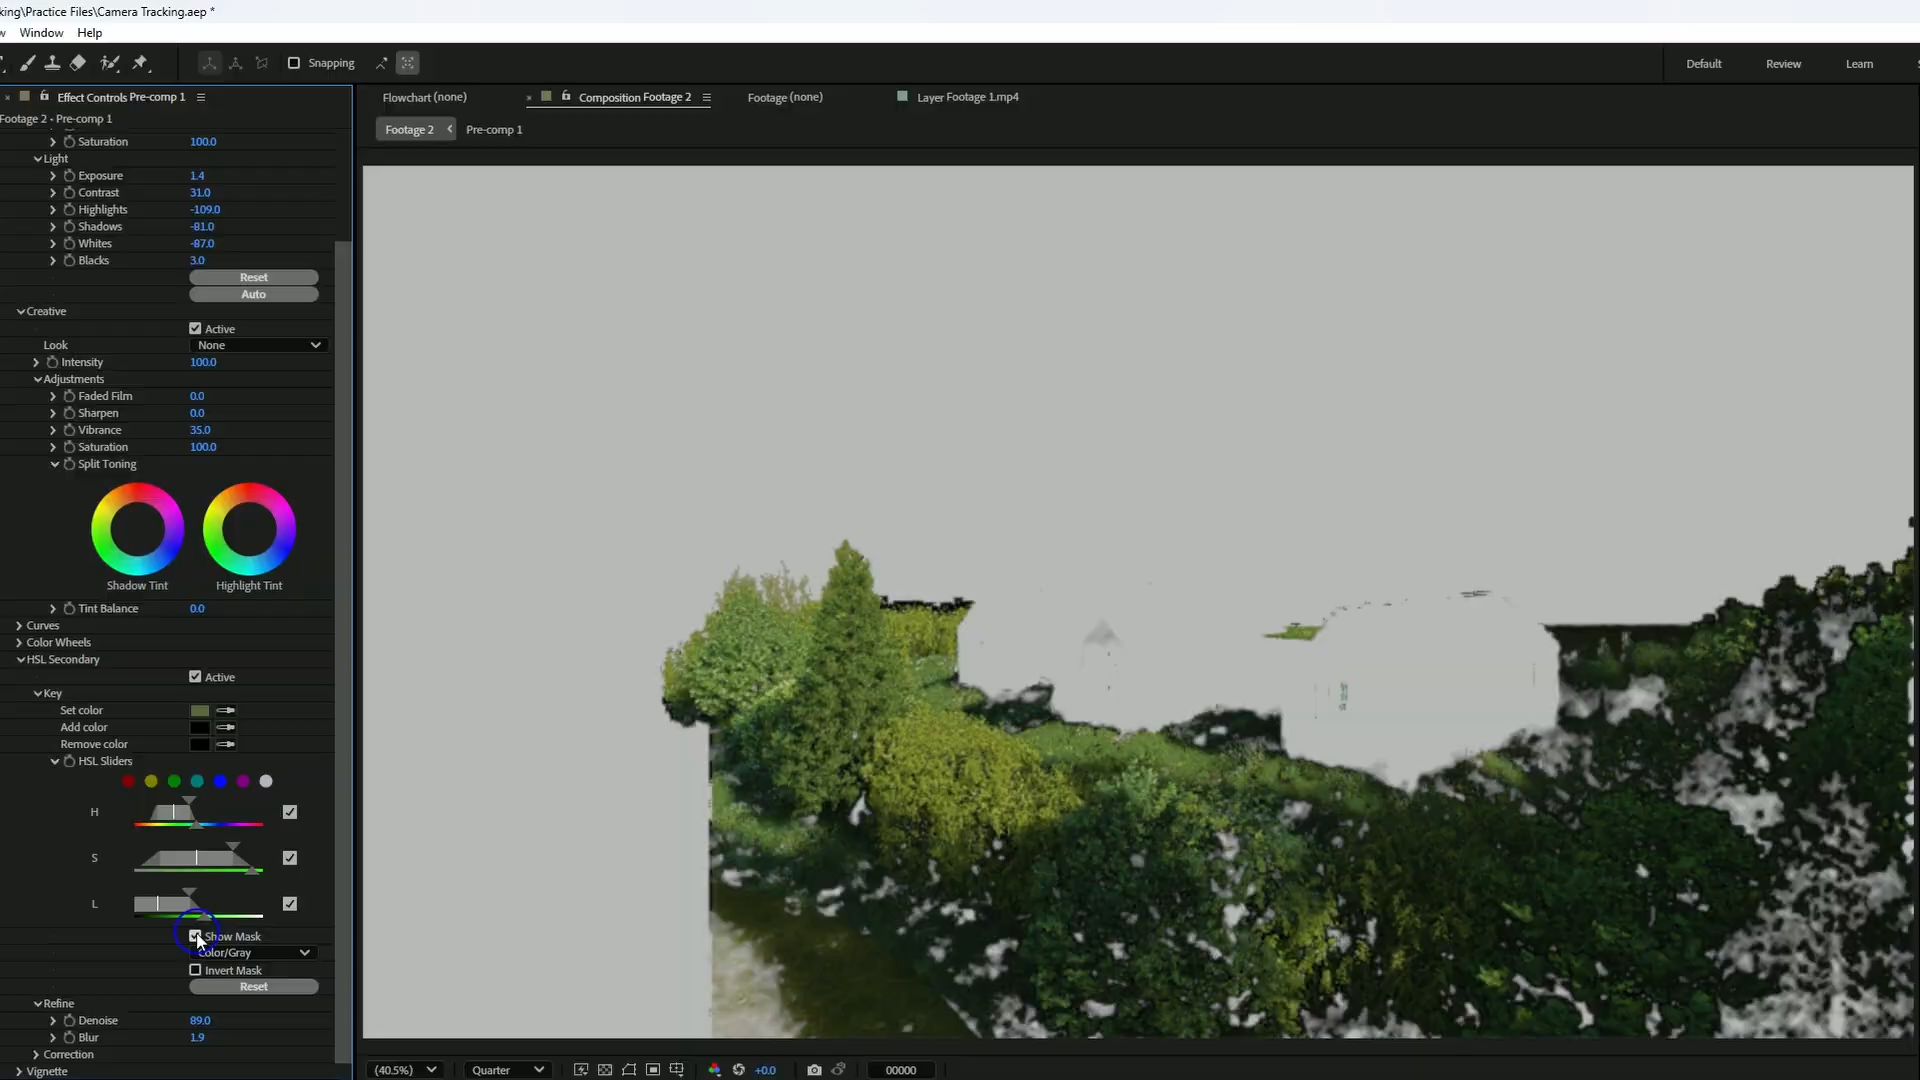 king\Practice Files\Camera Tracking.aep *
w Window Help
Snapping
Default Review Learn S
Effect Controls Pre-comp 1
Flowchart (none) Composition Footage 2 Footage (none) Layer Footage 1.mp4
Footage 2 - Pre-comp 1
Footage 2 Pre-comp 1
Saturation 100.0
Light
Exposure 1.4
Contrast 31.0
Highlights -109.0
Shadows -81.0
Whites -87.0
Blacks 3.0
Reset
Auto
Creative
Active
Look None
Intensity 100.0
Adjustments
Faded Film 0.0
Sharpen 0.0
Vibrance 35.0
Saturation 100.0
Split Toning
Shadow Tint Highlight Tint
Tint Balance 0.0
Curves
Color Wheels
HSL Secondary
Active
Key
Set color
Add color
Remove color
HSL Sliders
H
S
L
Show Mask
Color/Gray
Invert Mask
Reset
Refine
Denoise 89.0
Blur 1.9
Correction
Vignette
(40.5%) Quarter +0.0 00000